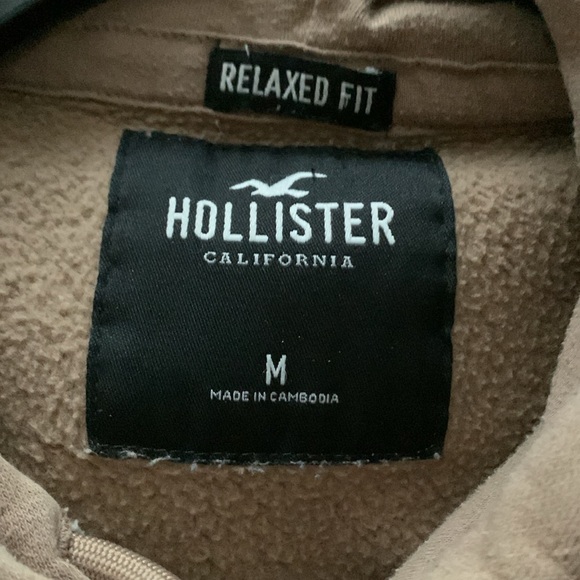 RELAXED FIT
HOLLISTER
CALIFORNIA
M
MADE IN CAMBODIA